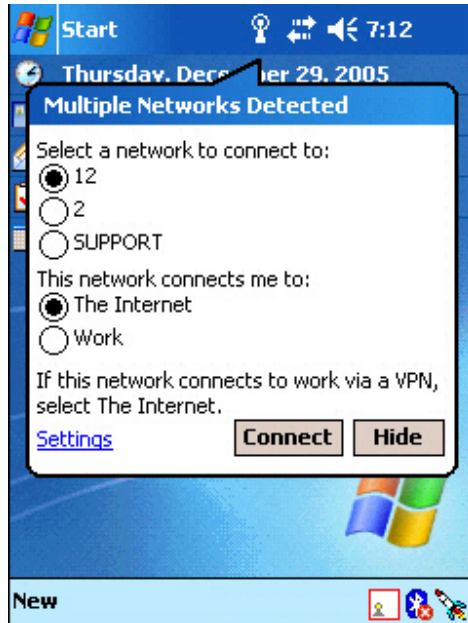 Start 7:12
Thursday, December 29, 2005
Multiple Networks Detected
Select a network to connect to:
12
2
SUPPORT
This network connects me to:
The Internet
Work
If this network connects to work via a VPN,
select The Internet.
Settings Connect Hide
New